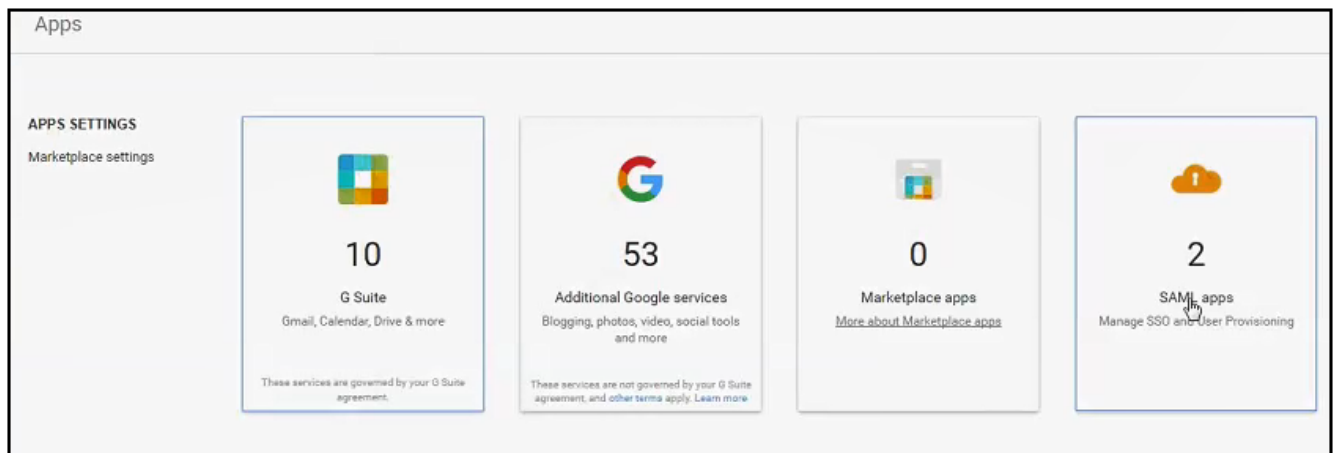 Apps
APPS SETTINGS
Marketplace settings
10
G Suite
Gmail, Calendar, Drive & more
These services are governed by your G Suite
agreement.
53
Additional Google services
Blogging, photos, video, social tools
and more
These services are not governed by your G Suite
agreement, and other terms apply. Learn more
0
Marketplace apps
More about Marketplace apps
2
SAML apps
Manage SSO and User Provisioning